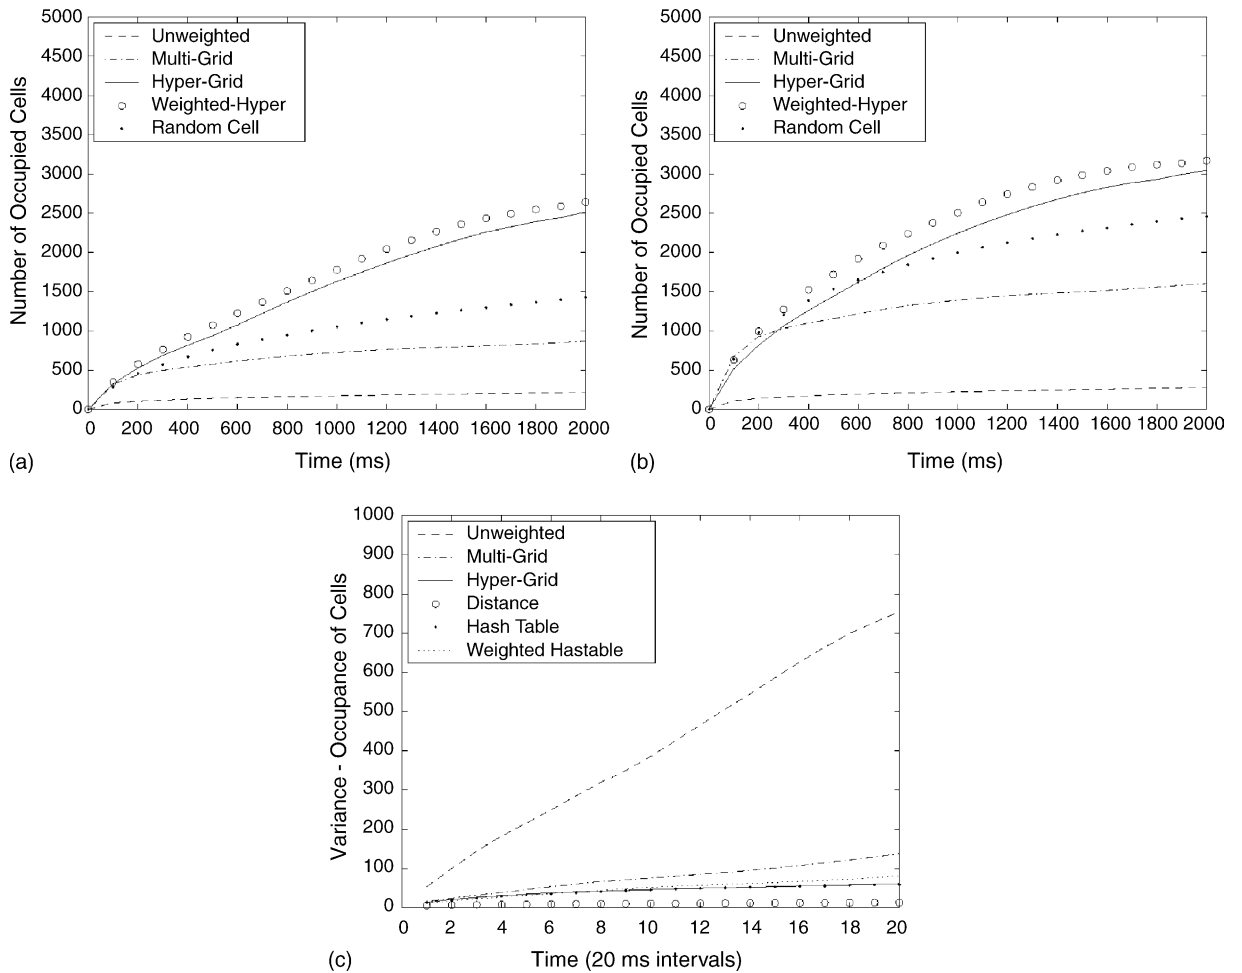 5000
4500
4000
3500
3000
2500
2000
1500
1000
500
0
Number of Occupied Cells
Unweighted
Multi-Grid
Hyper-Grid
Weighted-Hyper
Random Cell
0 200 400 600 800 1000 1200 1400 1600 1800 2000
(a) Time (ms)
5000
4500
4000
3500
3000
2500
2000
1500
1000
500
0
Number of Occupied Cells
Unweighted
Multi-Grid
Hyper-Grid
Weighted-Hyper
Random Cell
0 200 400 600 800 1000 1200 1400 1600 1800 2000
(b) Time (ms)
1000
900
800
700
600
500
400
300
200
100
0
Variance - Occupance of Cells
Unweighted
Multi-Grid
Hyper-Grid
Distance
Hash Table
Weighted Hastable
0 2 4 6 8 10 12 14 16 18 20
(c) Time (20 ms intervals)